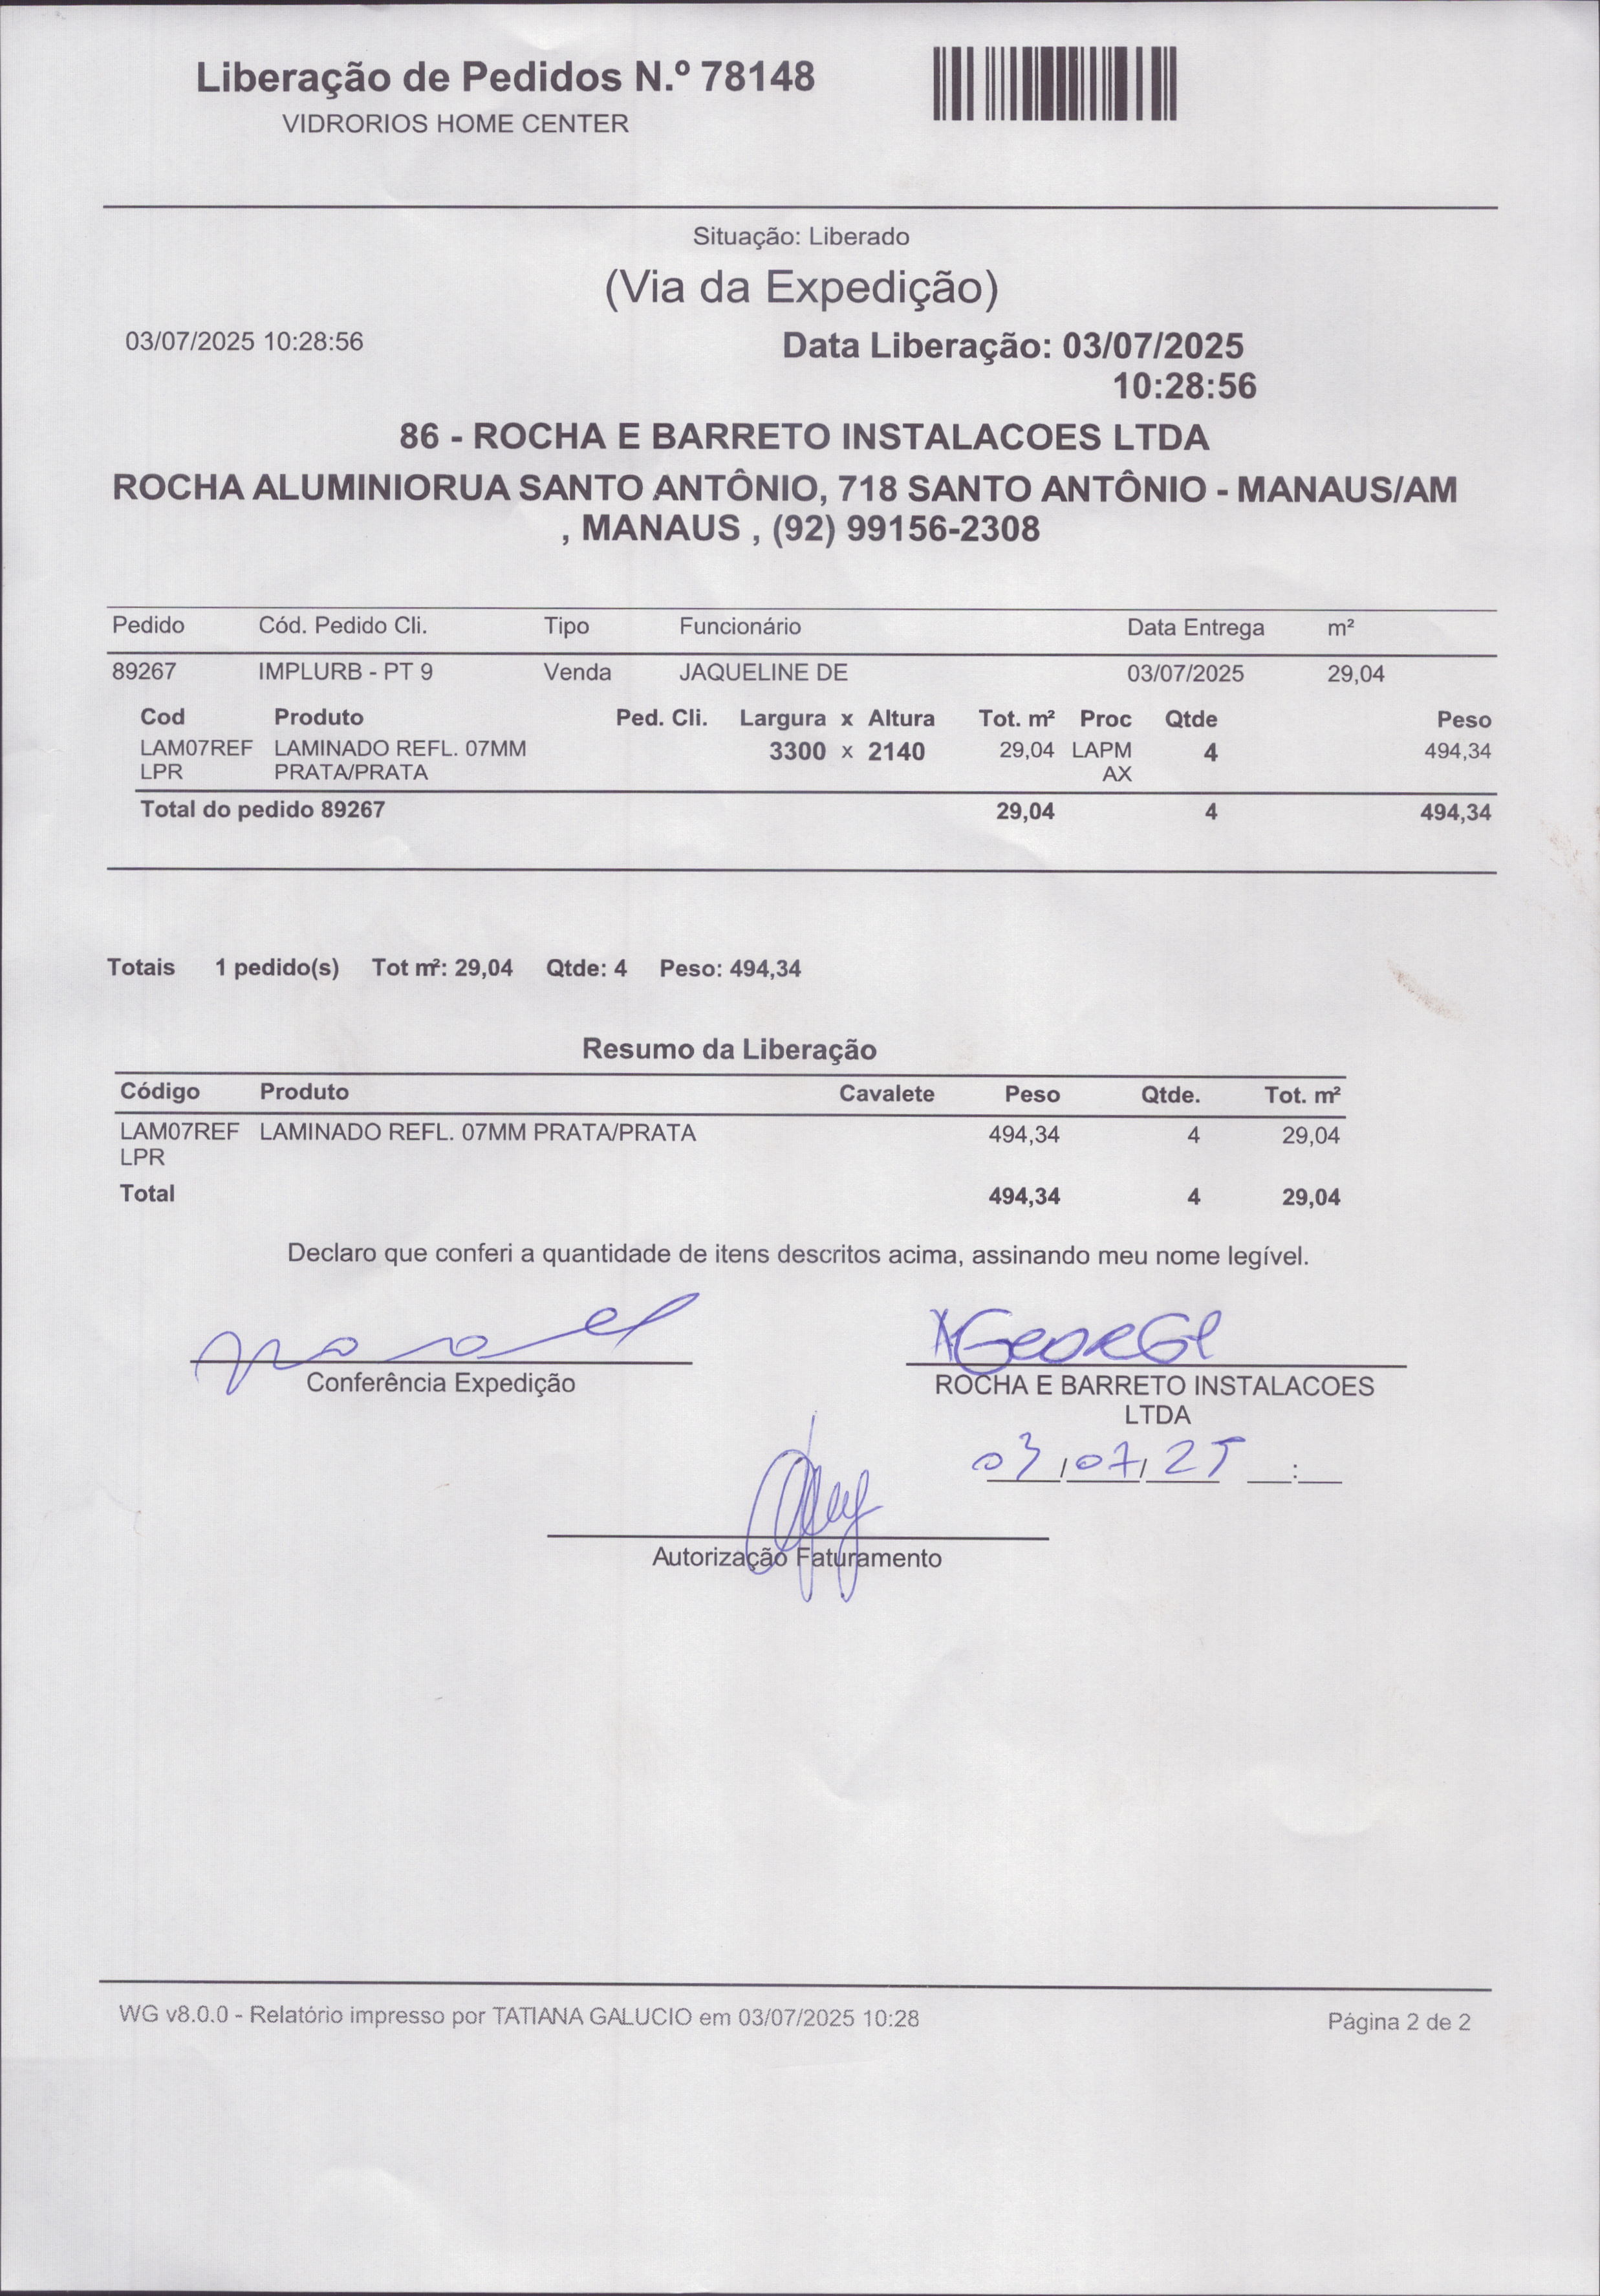 Liberação de Pedidos N.º 78148
VIDRORIOS HOME CENTER
Situação: Liberado
(Via da Expedição)
03/07/2025 10:28:56
Data Liberação: 03/07/2025
10:28:56
86 - ROCHA E BARRETO INSTALACOES LTDA
ROCHA ALUMINIORUA SANTO ANTÔNIO, 718 SANTO ANTÔNIO - MANAUS/AM
, MANAUS , (92) 99156-2308
Pedido Cód. Pedido Cli. Tipo Funcionário Data Entrega m²
89267 IMPLURB - PT 9 Venda JAQUELINE DE 03/07/2025 29,04
Cod Produto Ped. Cli. Largura x Altura Tot. m² Proc Qtde Peso
LAM07REF LAMINADO REFL. 07MM 3300 x 2140 29,04 LAPM 4 494,34
LPR PRATA/PRATA AX
Total do pedido 89267 29,04 4 494,34
Totais 1 pedido(s) Tot m²: 29,04 Qtde: 4 Peso: 494,34
Resumo da Liberação
Código Produto Cavalete Peso Qtde. Tot. m²
LAM07REF LAMINADO REFL. 07MM PRATA/PRATA 494,34 4 29,04
LPR
Total 494,34 4 29,04
Declaro que conferi a quantidade de itens descritos acima, assinando meu nome legível.
x GEORGE
Conferência Expedição
ROCHA E BARRETO INSTALACOES
LTDA
03/07/25 __:__
Autorização Faturamento
WG v8.0.0 - Relatório impresso por TATIANA GALUCIO em 03/07/2025 10:28
Página 2 de 2